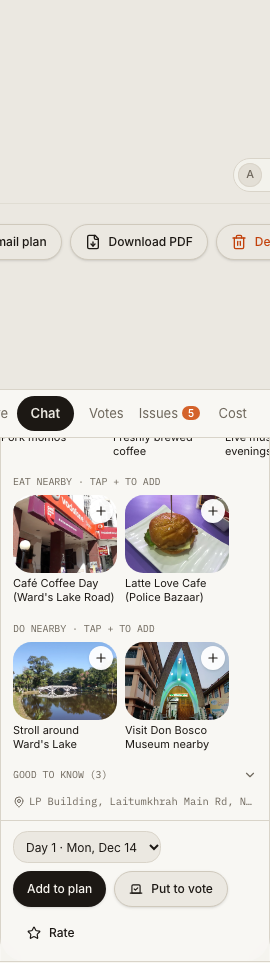 A
mail plan
Download PDF
De
e
Chat
Votes
Issues 5
Cost
Pork momos
Freshly brewed
coffee
Live mus
evenings
EAT NEARBY · TAP + TO ADD
Café Coffee Day
(Ward's Lake Road)
Latte Love Cafe
(Police Bazaar)
DO NEARBY · TAP + TO ADD
Stroll around
Ward's Lake
Visit Don Bosco
Museum nearby
GOOD TO KNOW (3)
LP Building, Laitumkhrah Main Rd, N…
Day 1 · Mon, Dec 14
Add to plan
Put to vote
Rate